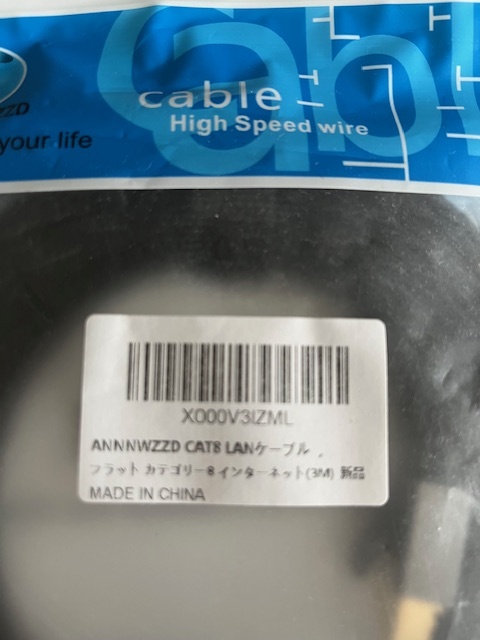 cable
High Speed wire
ZZD
your life
X000V3IZML
ANNNWZZD CAT8 LANケーブル ,
フラット カテゴリー8 インターネット(3M) 新品
MADE IN CHINA